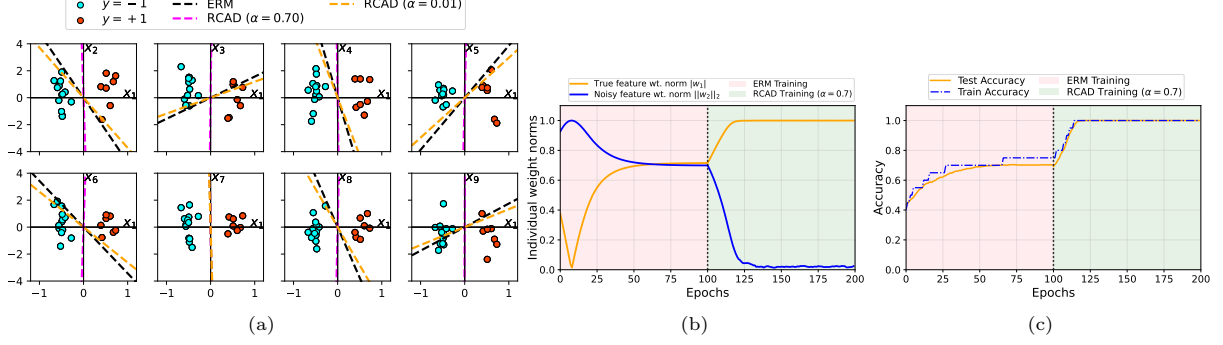 y = −1
ERM
RCAD (α = 0.01)
y = +1
RCAD (α = 0.70)
X2
X3
X4
X5
4
2
0
−2
−4
X1
X1
X1
X1
X6
X7
X8
X9
4
2
0
−2
−4
X1
X1
X1
X1
−1 0 1
−1 0 1
−1 0 1
−1 0 1
(a)
True feature wt. norm |w1|
Noisy feature wt. norm ||w2||2
ERM Training
RCAD Training (α = 0.7)
Individual weight norms
1.0
0.8
0.6
0.4
0.2
0.0
0 25 50 75 100 125 150 175 200
Epochs
(b)
Test Accuracy
Train Accuracy
ERM Training
RCAD Training (α = 0.7)
Accuracy
1.0
0.8
0.6
0.4
0.2
0.0
0 25 50 75 100 125 150 175 200
Epochs
(c)